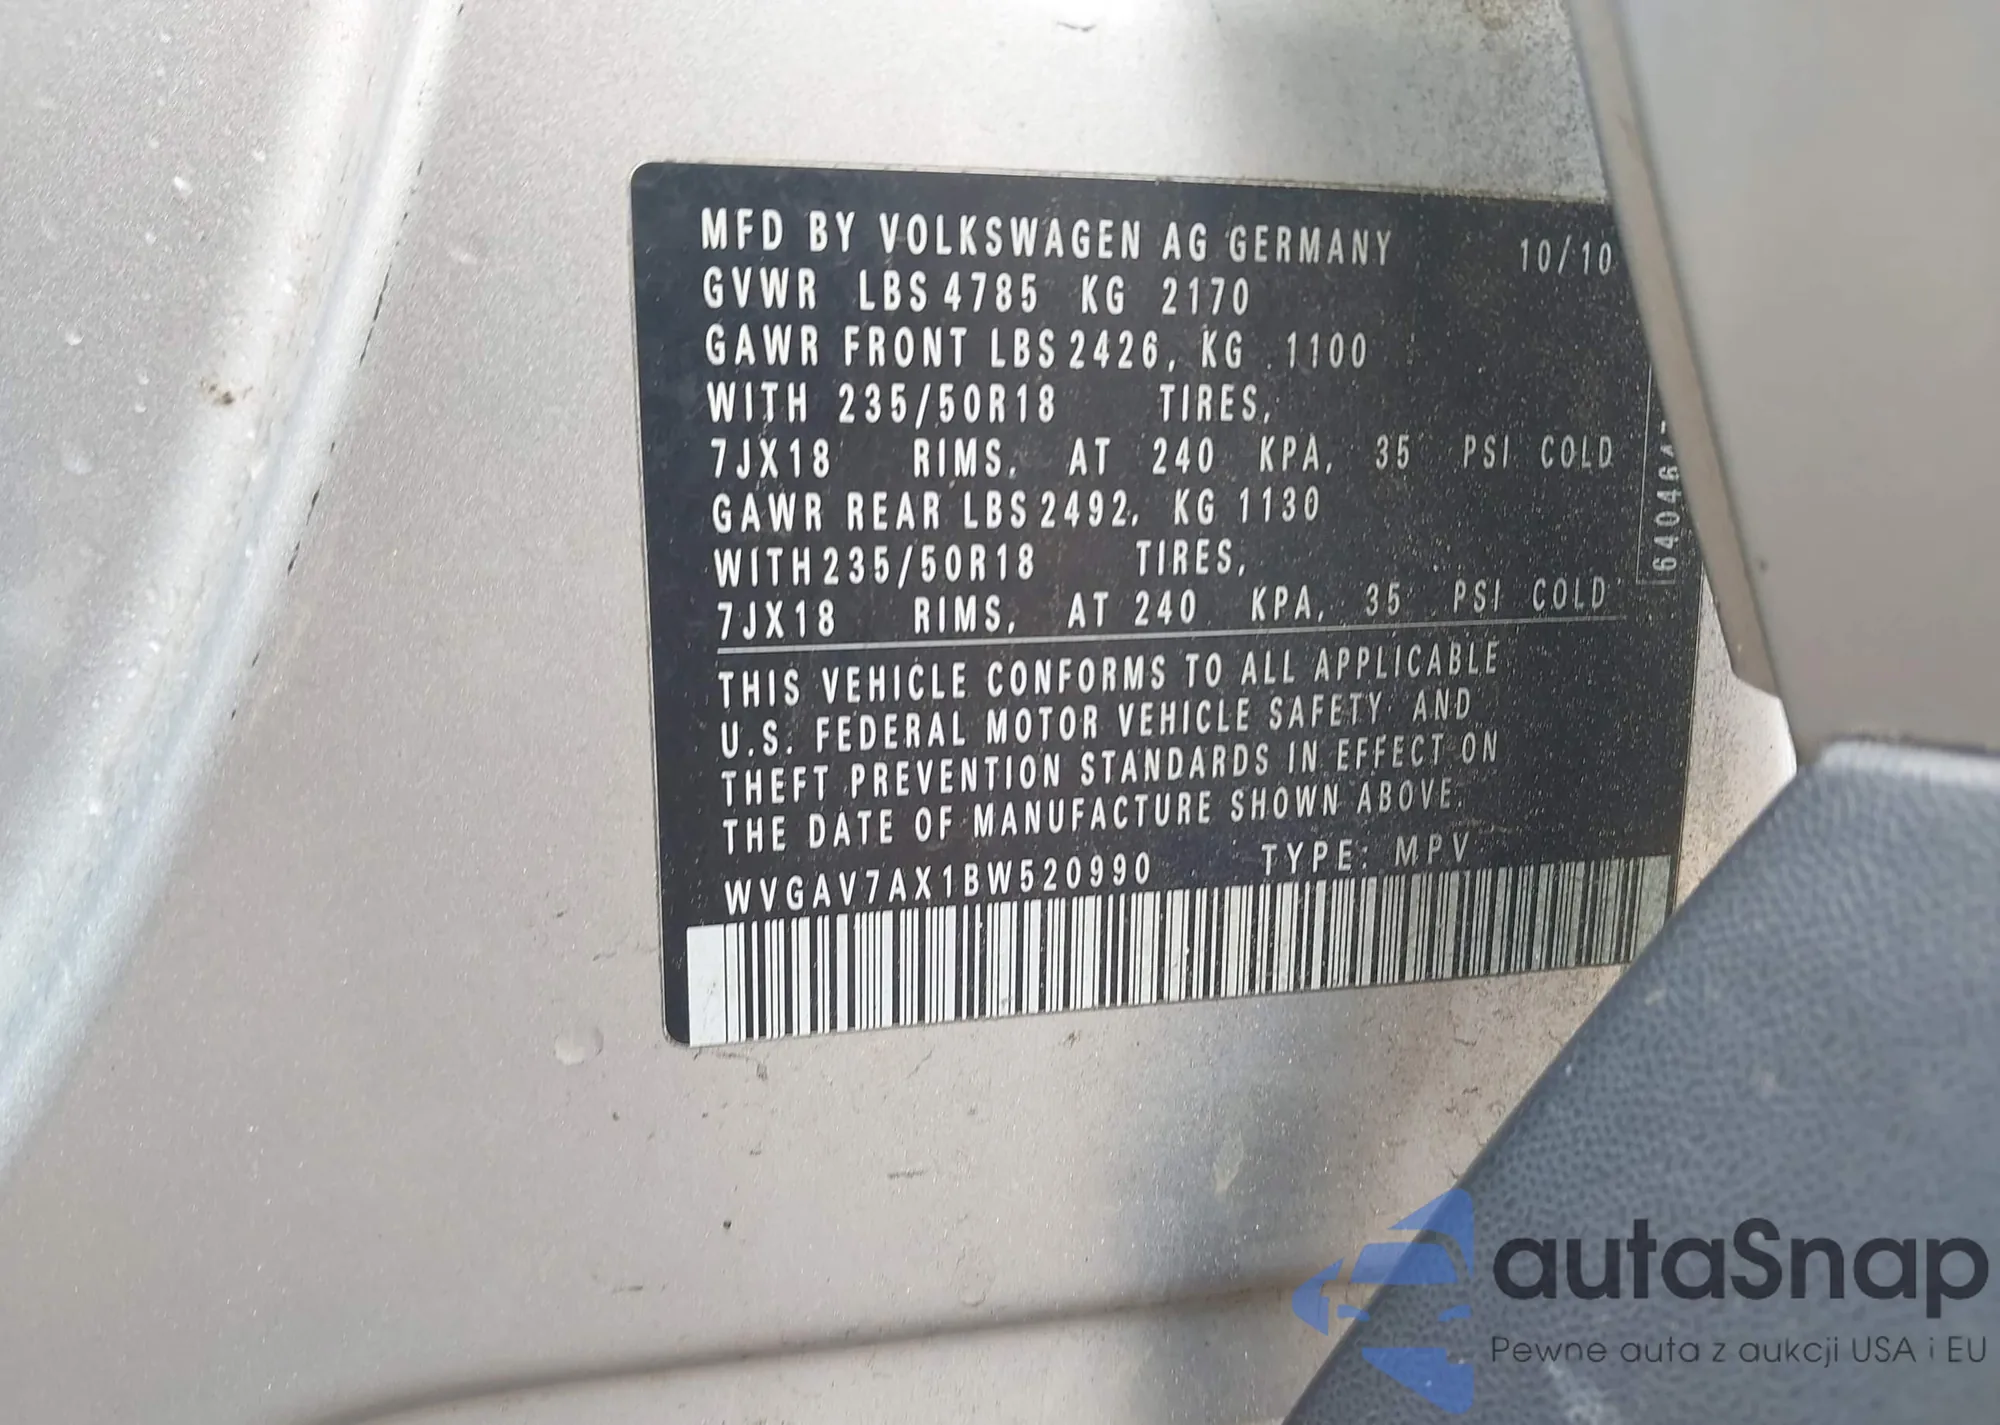 MFD BY VOLKSWAGEN AG GERMANY 10/10
GVWR LBS 4785 KG 2170
GAWR FRONT LBS 2426, KG 1100
WITH 235/50R18 TIRES,
7JX18 RIMS, AT 240 KPA, 35 PSI COLD
GAWR REAR LBS 2492, KG 1130
WITH 235/50R18 TIRES,
7JX18 RIMS, AT 240 KPA, 35 PSI COLD
THIS VEHICLE CONFORMS TO ALL APPLICABLE
U.S. FEDERAL MOTOR VEHICLE SAFETY AND
THEFT PREVENTION STANDARDS IN EFFECT ON
THE DATE OF MANUFACTURE SHOWN ABOVE.
WVGAV7AX1BW520990 TYPE: MPV
autaSnap
Pewne auta z aukcji USA i EU